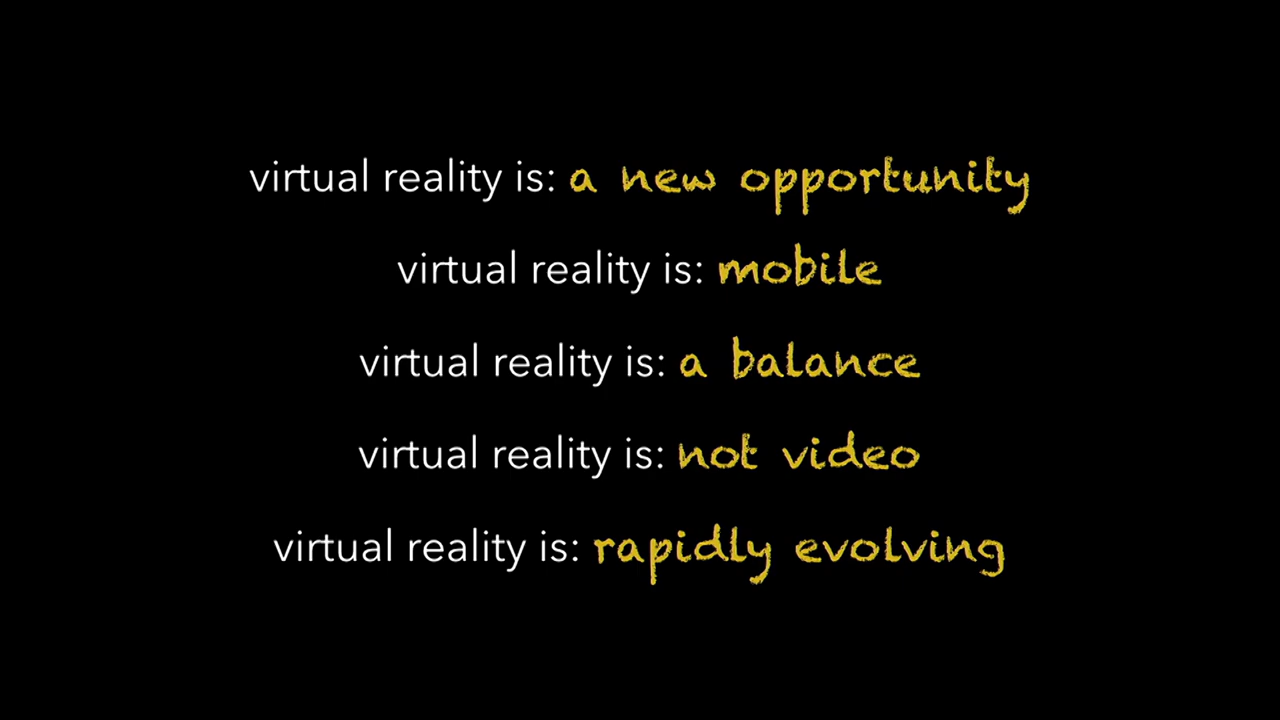 virtual reality is: a new opportunity
virtual reality is: mobile
virtual reality is: a balance
virtual reality is: not video
virtual reality is: rapidly evolving